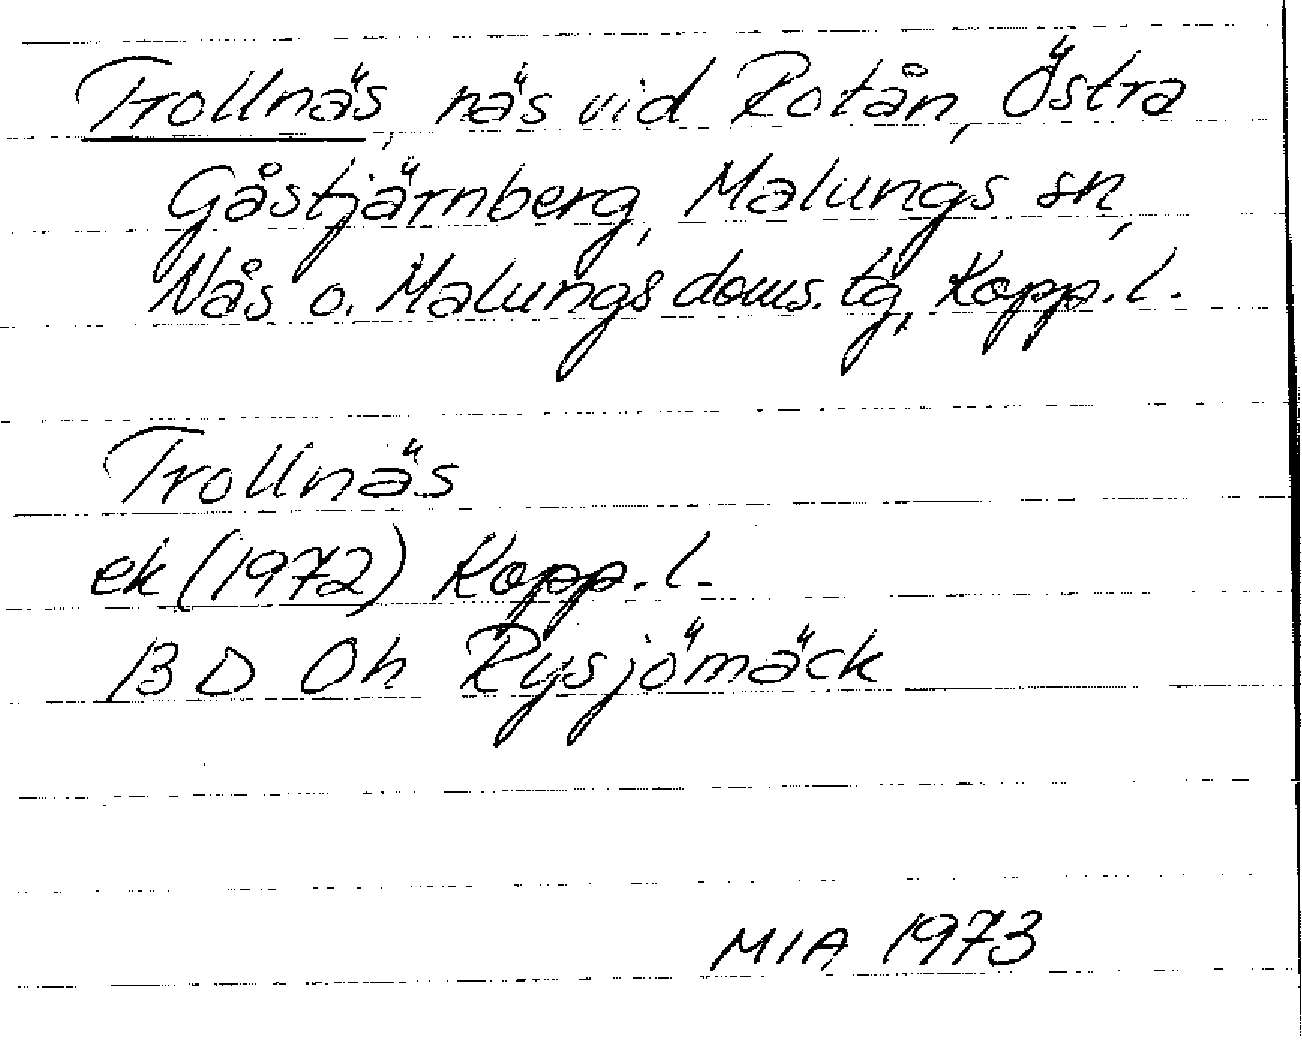 Trollnäs, näs vid Rotån, Östra
Gåstjärnberg, Malungs sn,
Nås o. Malungs doms. tg, Kopp. l.
Trollnäs
ek (1972) Kopp. l.
13 D Oh Rysjömäck
MIA 1973